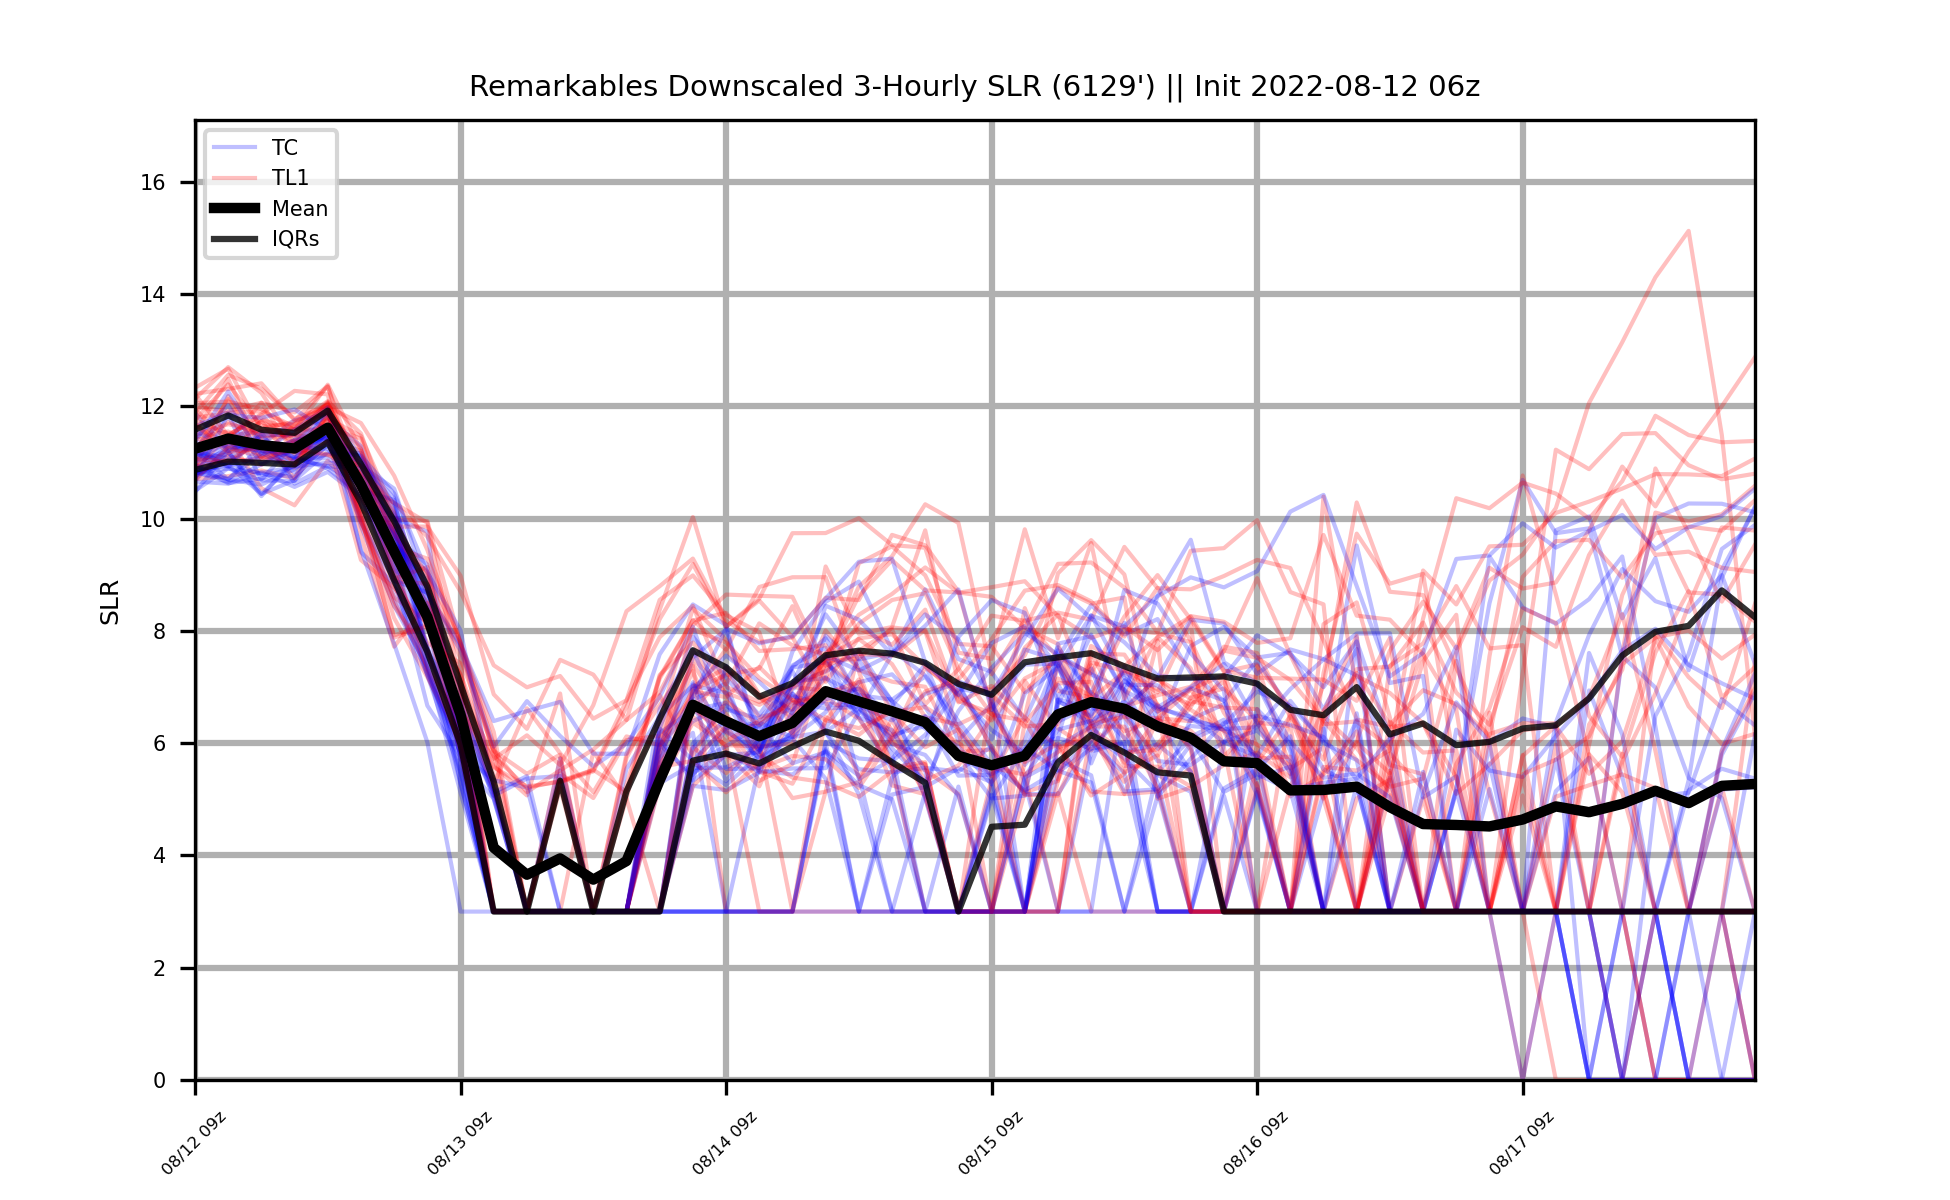 Remarkables Downscaled 3-Hourly SLR (6129') || Init 2022-08-12 06z
TC
TL1
Mean
IQRs
SLR
16
14
12
10
8
6
4
2
0
08/12 09z
08/13 09z
08/14 09z
08/15 09z
08/16 09z
08/17 09z